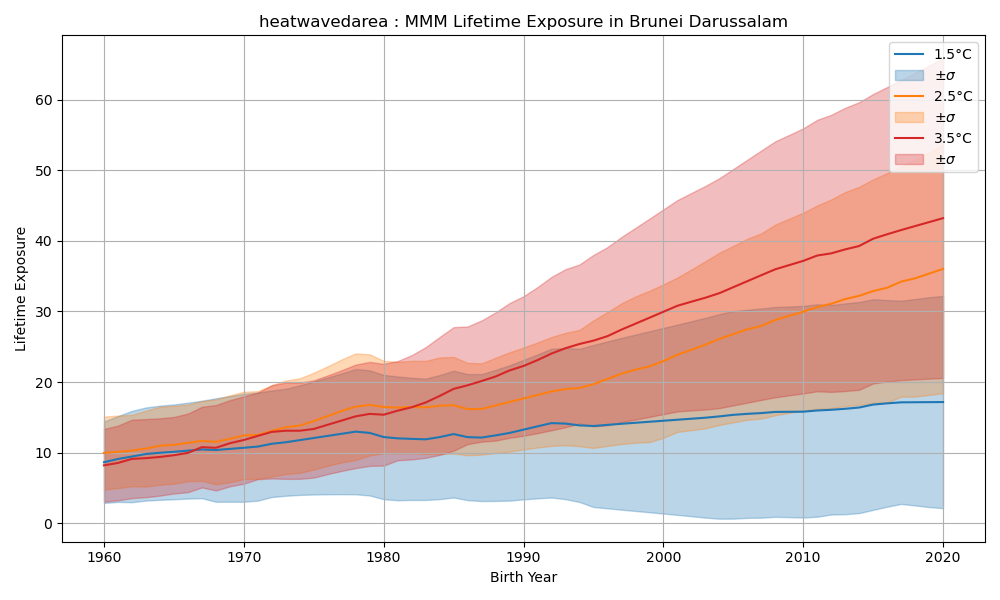 heatwavedarea : MMM Lifetime Exposure in Brunei Darussalam
1.5°C
±σ
2.5°C
±σ
3.5°C
±σ
60
50
40
30
20
10
0
Lifetime Exposure
1960 1970 1980 1990 2000 2010 2020
Birth Year